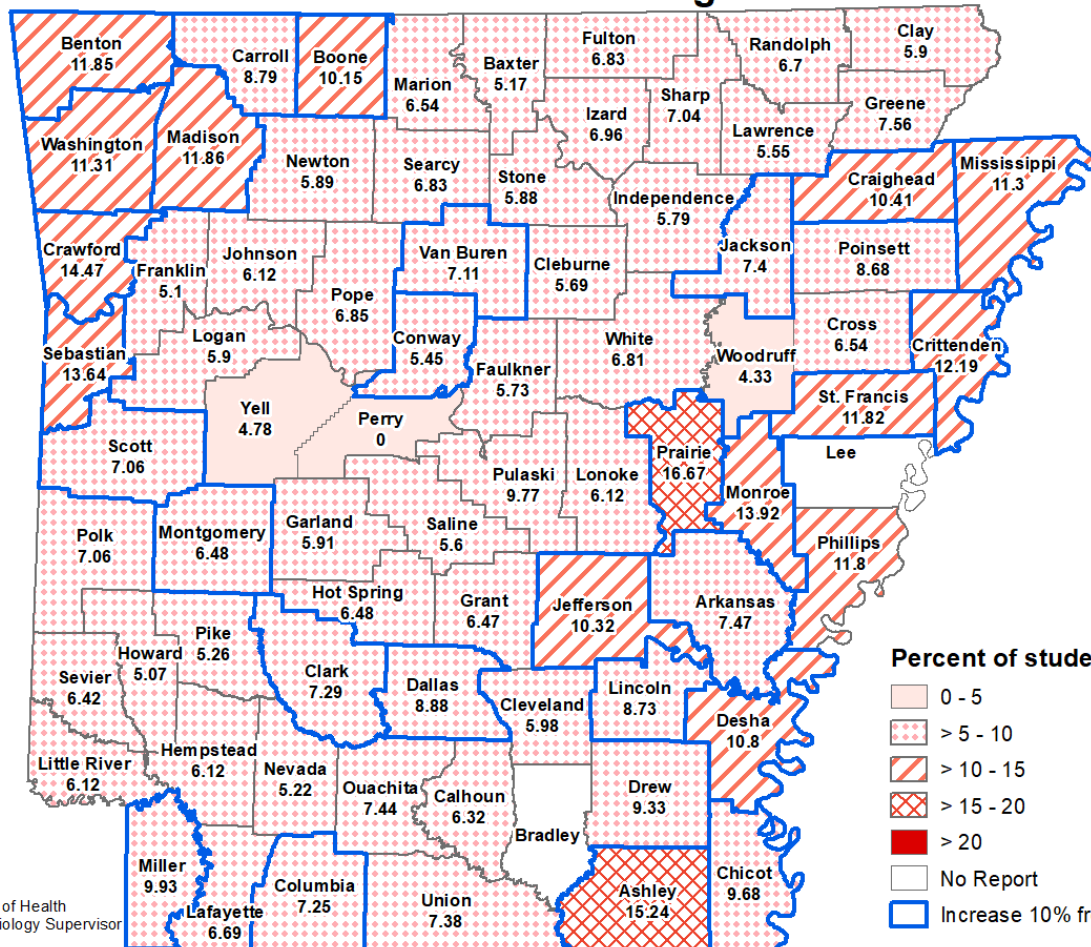 g
Benton
11.85
Carroll
8.79
Boone
10.15
Marion
6.54
Baxter
5.17
Fulton
6.83
Randolph
6.7
Clay
5.9
Izard
6.96
Sharp
7.04
Greene
7.56
Lawrence
5.55
Washington
11.31
Madison
11.86
Newton
5.89
Searcy
6.83
Stone
5.88
Independence
5.79
Craighead
10.41
Mississippi
11.3
Crawford
14.47
Franklin
5.1
Johnson
6.12
Van Buren
7.11
Cleburne
5.69
Jackson
7.4
Poinsett
8.68
Pope
6.85
Sebastian
13.64
Logan
5.9
Conway
5.45
White
6.81
Woodruff
4.33
Cross
6.54
Crittenden
12.19
Faulkner
5.73
Yell
4.78
Perry
0
St. Francis
11.82
Scott
7.06
Pulaski
9.77
Lonoke
6.12
Prairie
16.67
Lee
Monroe
13.92
Polk
7.06
Montgomery
6.48
Garland
5.91
Saline
5.6
Phillips
11.8
Hot Spring
6.48
Grant
6.47
Jefferson
10.32
Arkansas
7.47
Pike
5.26
Howard
5.07
Sevier
6.42
Clark
7.29
Dallas
8.88
Cleveland
5.98
Lincoln
8.73
Desha
10.8
Little River
6.12
Hempstead
6.12
Nevada
5.22
Ouachita
7.44
Calhoun
6.32
Bradley
Drew
9.33
Miller
9.93
Lafayette
6.69
Columbia
7.25
Union
7.38
Ashley
15.24
Chicot
9.68
Percent of stude
0 - 5
> 5 - 10
> 10 - 15
> 15 - 20
> 20
No Report
Increase 10% fr
of Health
iology Supervisor